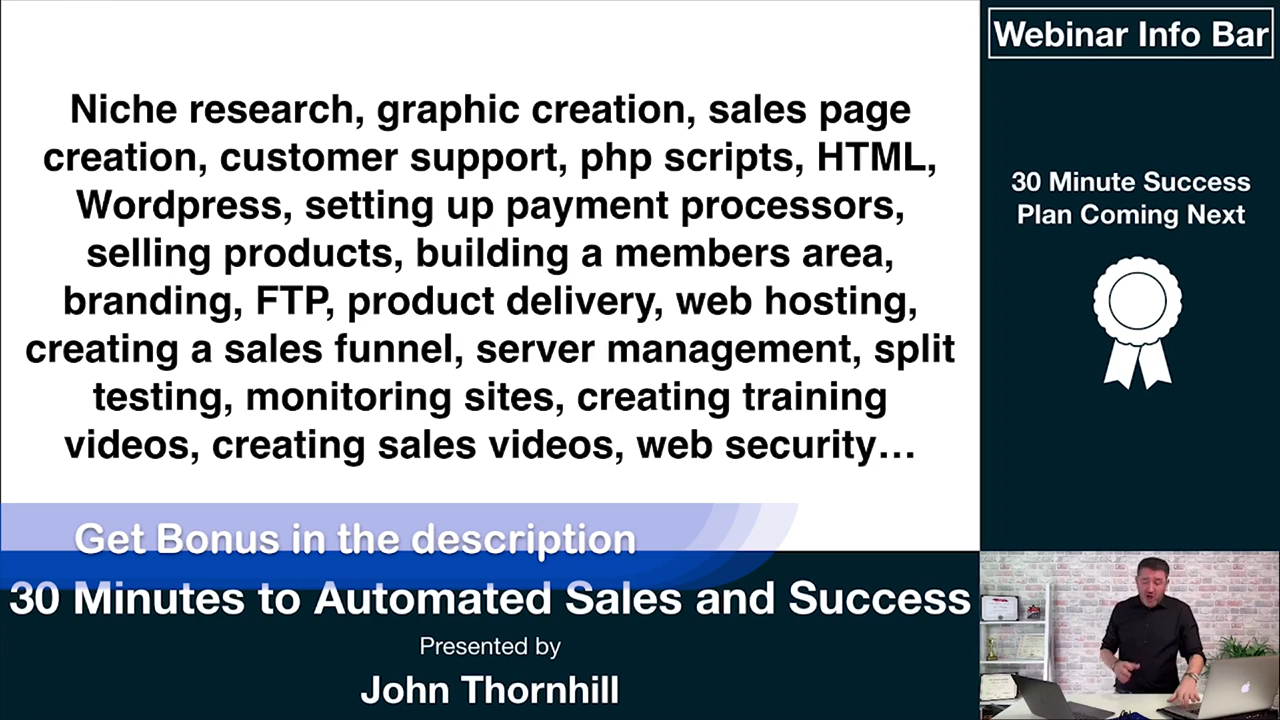 Niche research, graphic creation, sales page
creation, customer support, php scripts, HTML,
Wordpress, setting up payment processors,
selling products, building a members area,
branding, FTP, product delivery, web hosting,
creating a sales funnel, server management, split
testing, monitoring sites, creating training
videos, creating sales videos, web security…
Get Bonus in the description
30 Minutes to Automated Sales and Success
Presented by
John Thornhill
Webinar Info Bar
30 Minute Success
Plan Coming Next